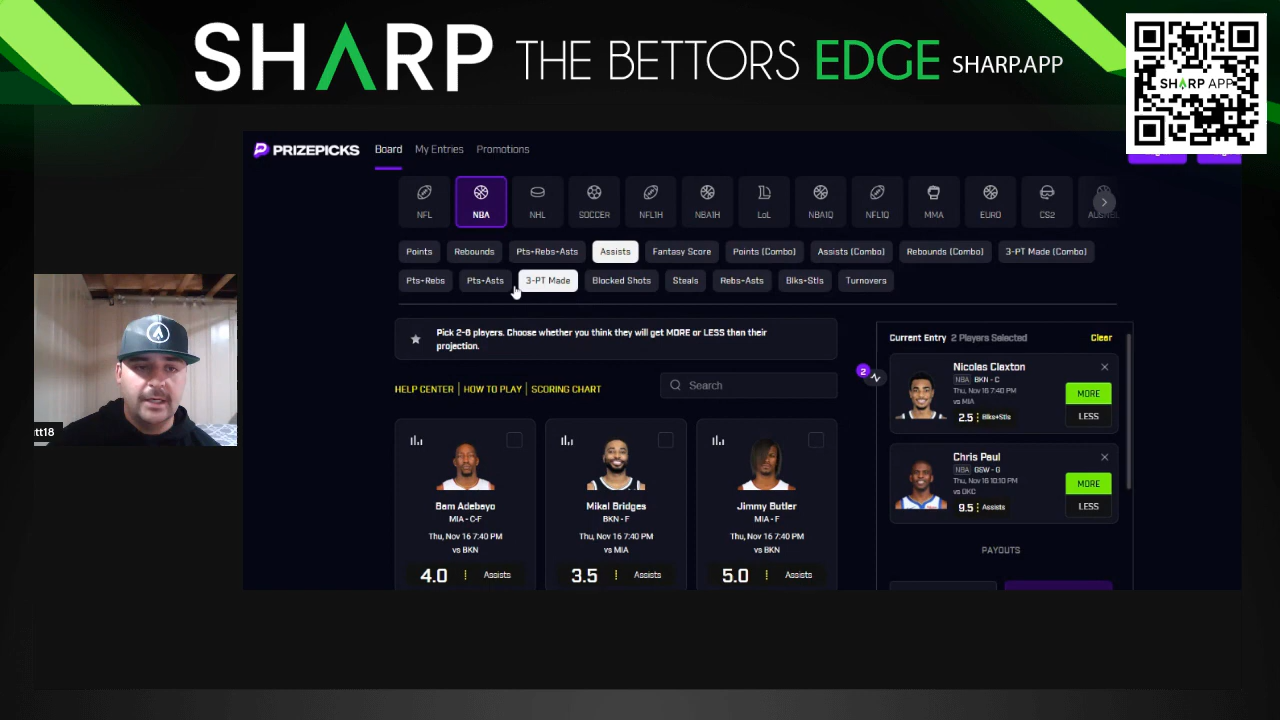 SHARP THE BETTORS EDGE SHARP.APP
SHARP APP
PRIZEPICKS Board My Entries Promotions
NFL NBA NHL SOCCER NFL1H NBA1H LoL NBA1Q NFL1Q MMA EURO CS2
Points Rebounds Pts+Rebs+Asts Assists Fantasy Score Points (Combo) Assists (Combo) Rebounds (Combo) 3-PT Made (Combo)
Pts+Rebs Pts+Asts 3-PT Made Blocked Shots Steals Rebs+Asts Blks+Stls Turnovers
Pick 2-6 players. Choose whether you think they will get MORE or LESS than their
projection.
HELP CENTER | HOW TO PLAY | SCORING CHART
Search
Bam Adebayo
MIA - C-F
Thu, Nov 16 7:40 PM
vs BKN
4.0 Assists
Mikal Bridges
BKN - F
Thu, Nov 16 7:40 PM
vs MIA
3.5 Assists
Jimmy Butler
MIA - F
Thu, Nov 16 7:40 PM
vs BKN
5.0 Assists
Current Entry 2 Players Selected Clear
2
Nicolas Claxton
NBA BKN - C
Thu, Nov 16 7:40 PM
vs MIA
2.5 Blks+Stls
MORE
LESS
Chris Paul
NBA GSW - G
Thu, Nov 16 10:10 PM
vs OKC
9.5 Assists
MORE
LESS
PAYOUTS
tt18